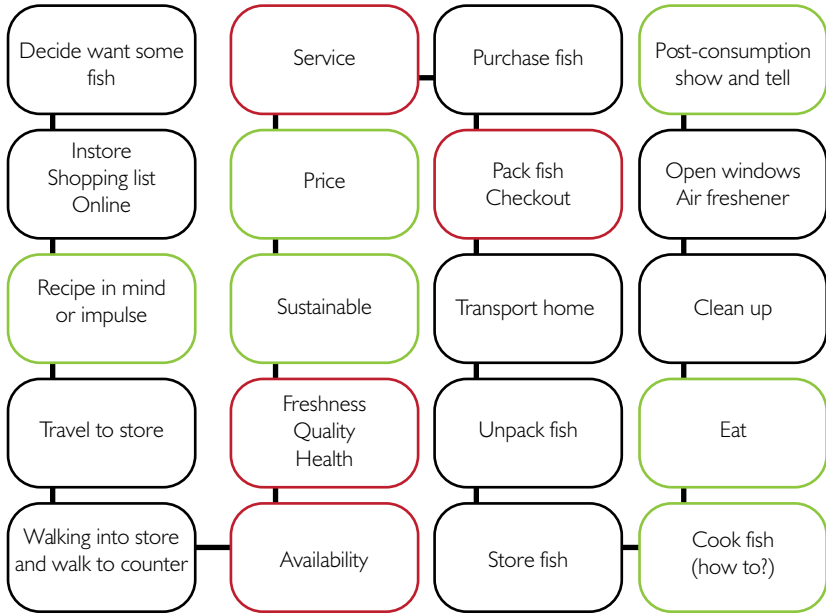 Decide want some
fish
Instore
Shopping list
Online
Recipe in mind
or impulse
Travel to store
Walking into store
and walk to counter
Availability
Freshness
Quality
Health
Sustainable
Price
Service
Purchase fish
Pack fish
Checkout
Transport home
Unpack fish
Store fish
Cook fish
(how to?)
Eat
Clean up
Open windows
Air freshener
Post-consumption
show and tell